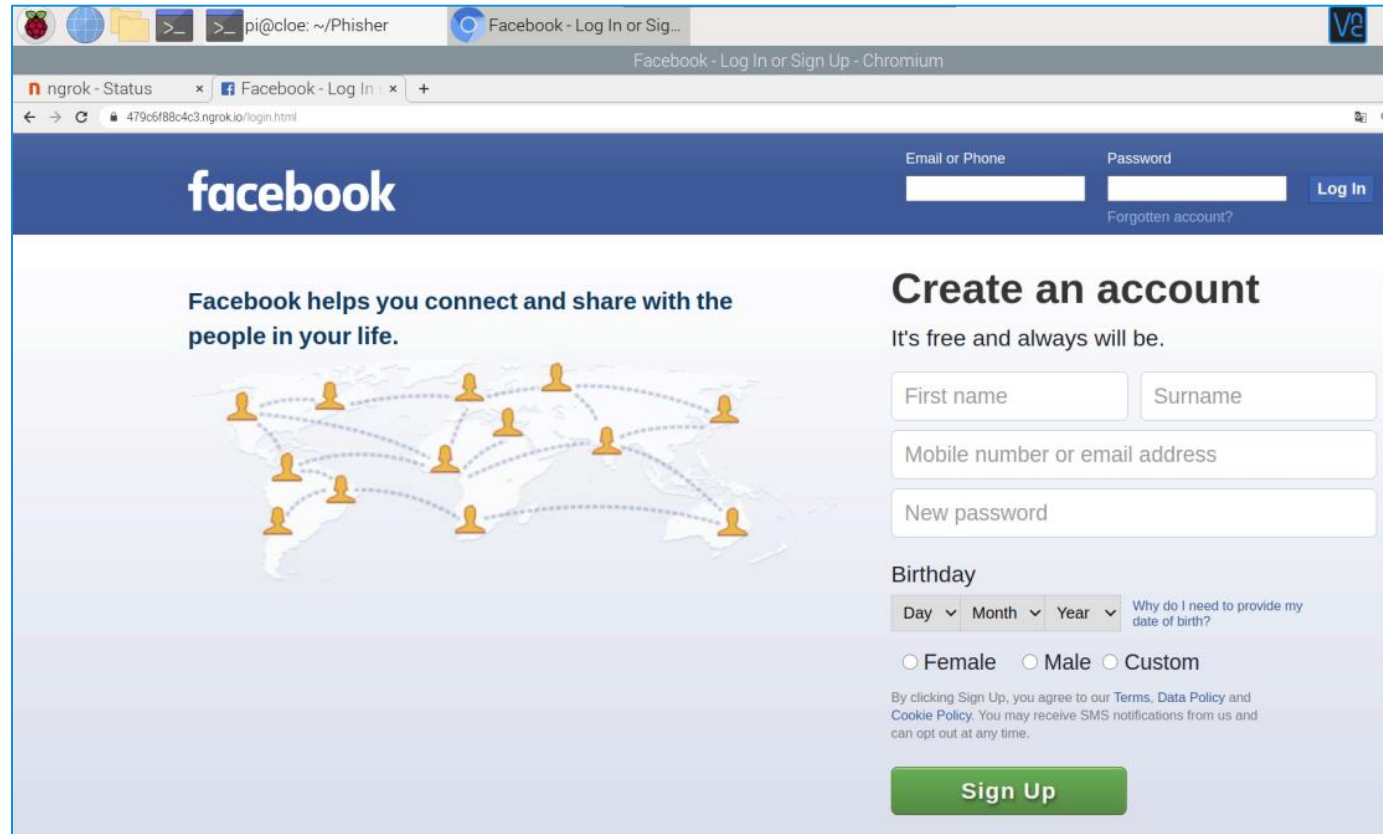 pi@cloe: ~/Phisher Facebook - Log In or Sig...
Facebook - Log In or Sign Up - Chromium
ngrok - Status × Facebook - Log In × +
479c6f88c4c3.ngrok.io/login.html
Email or Phone Password
facebook
Log In
Forgotten account?
Create an account
Facebook helps you connect and share with the
people in your life.
It's free and always will be.
First name Surname
Mobile number or email address
New password
Birthday
Day Month Year
Why do I need to provide my
date of birth?
Female Male Custom
By clicking Sign Up, you agree to our Terms, Data Policy and
Cookie Policy. You may receive SMS notifications from us and
can opt out at any time.
Sign Up